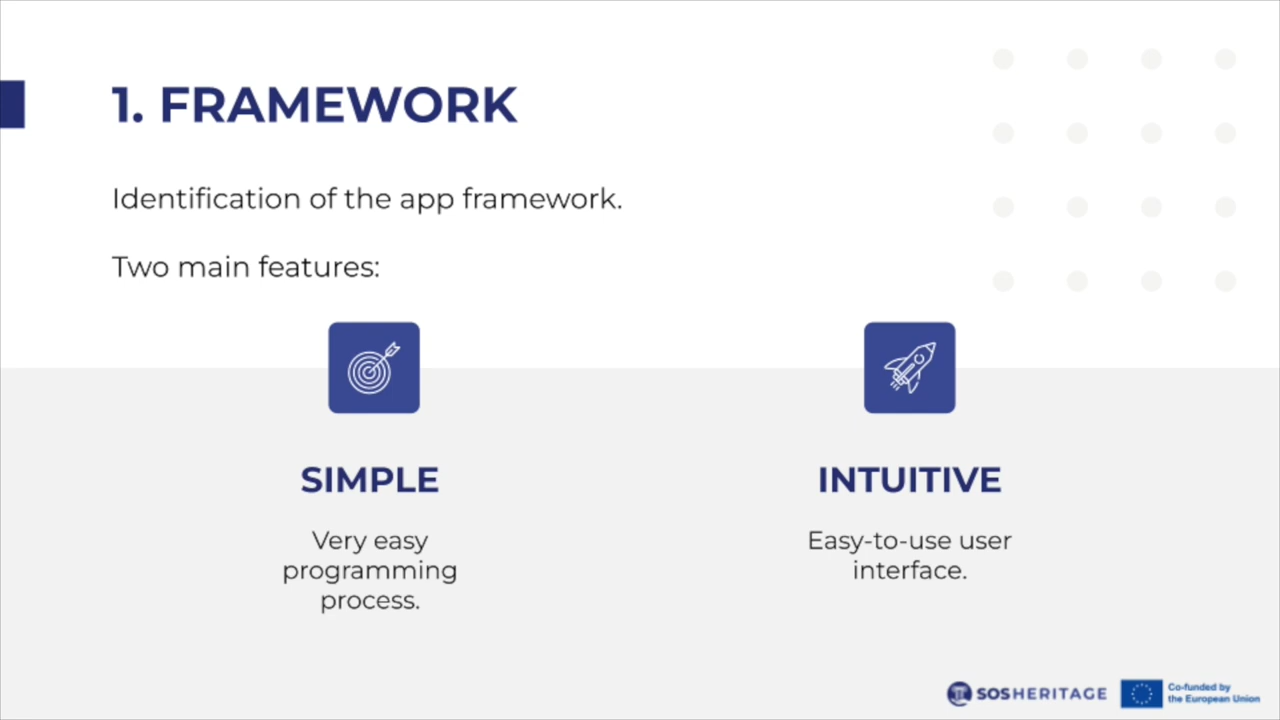 1. FRAMEWORK
Identification of the app framework.
Two main features:
SIMPLE
Very easy
programming
process.
INTUITIVE
Easy-to-use user
interface.
SOSHERITAGE
Co-funded by
the European Union